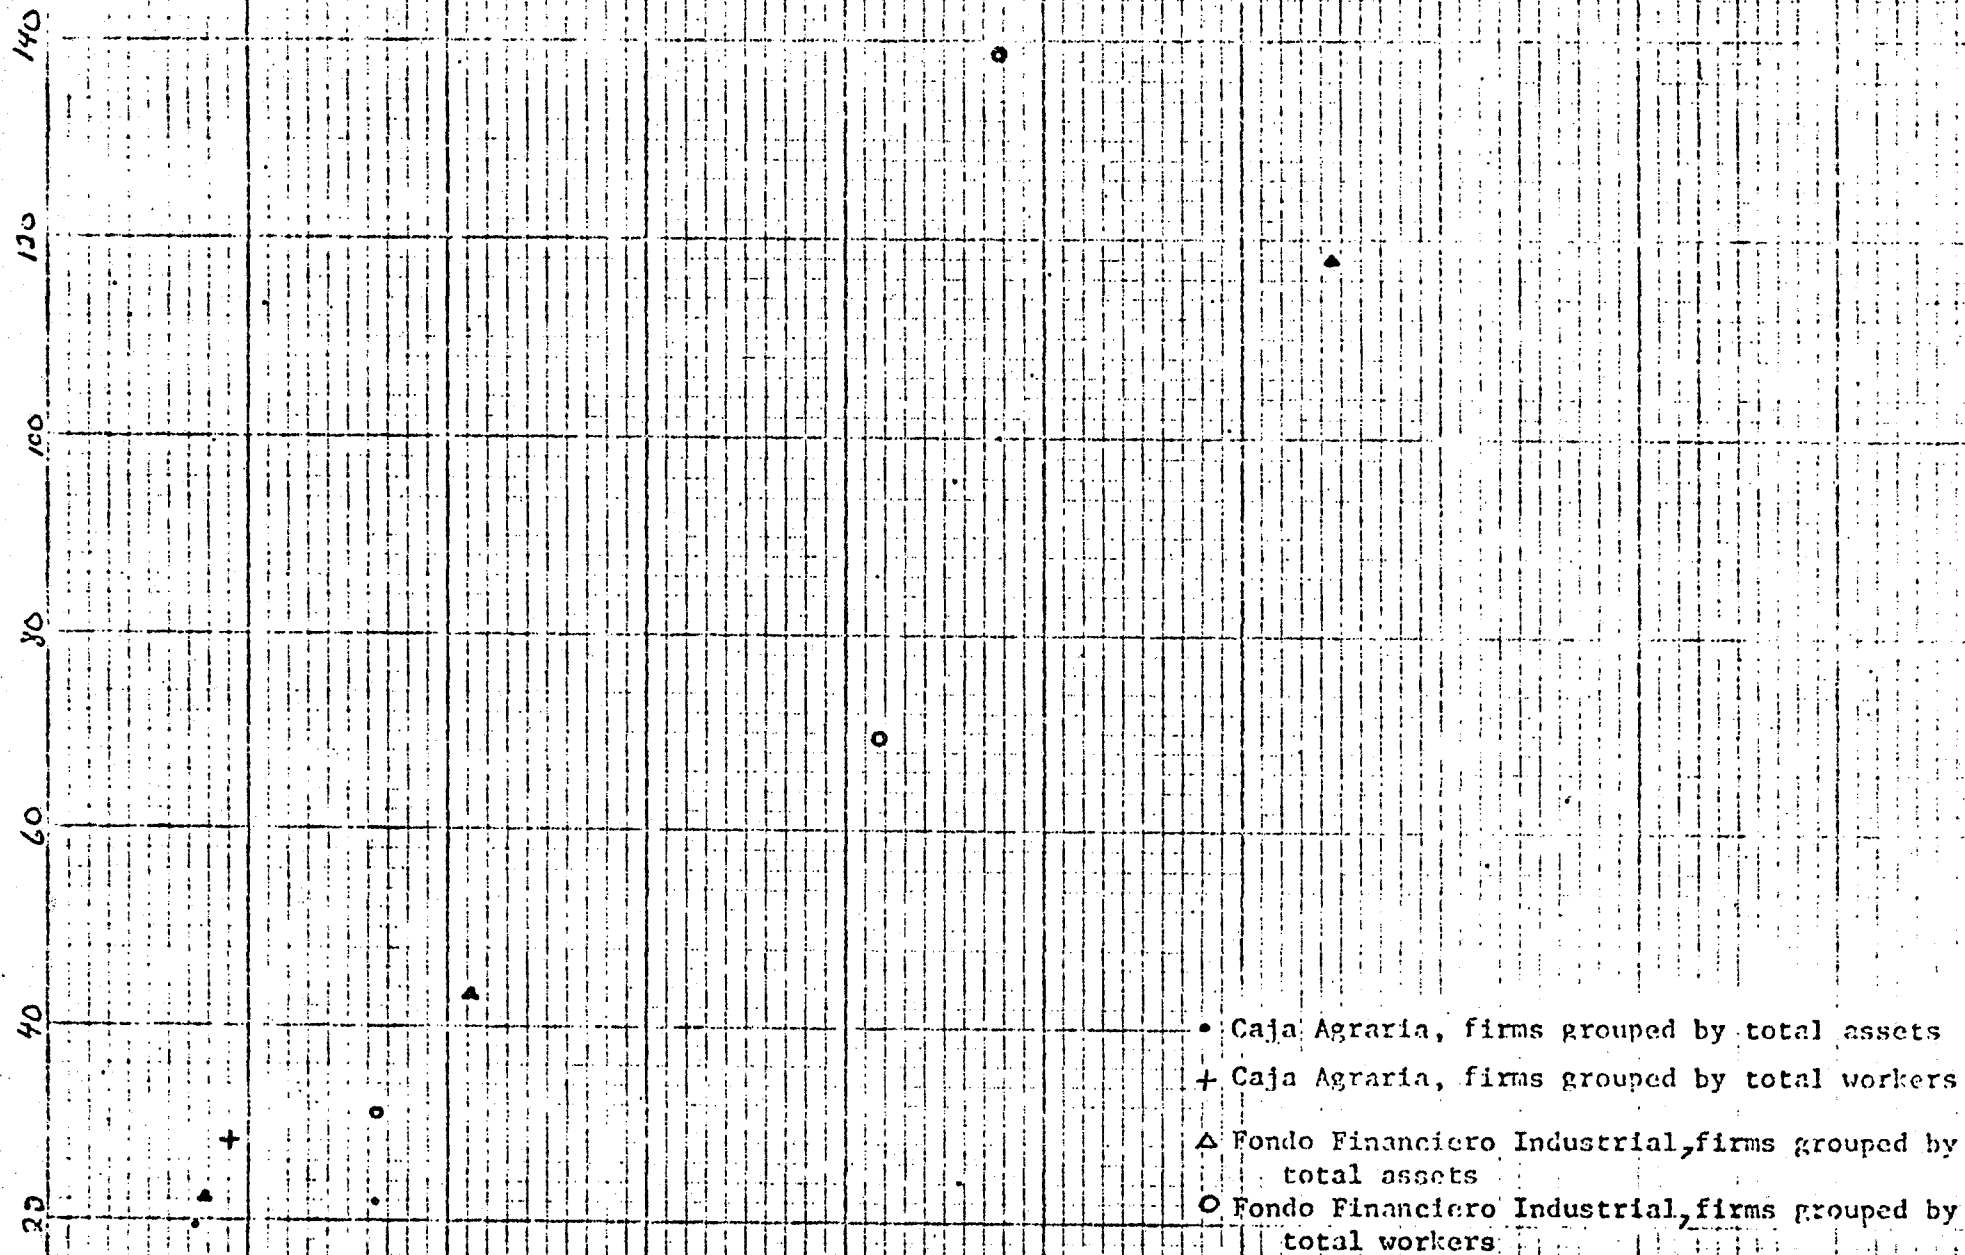 140
120
100
80
60
40
20
• Caja Agraria, firms grouped by total assets
+ Caja Agraria, firms grouped by total workers
△ Fondo Financiero Industrial, firms grouped by
total assets
O Fondo Financiero Industrial, firms grouped by
total workers